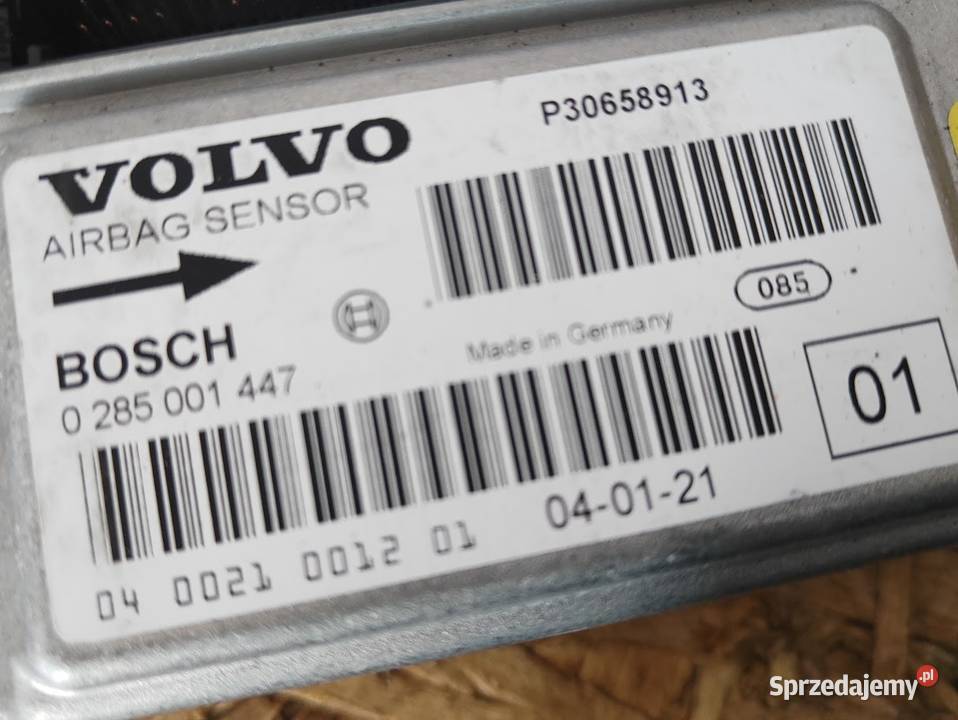 P30658913
VOLVO
AIRBAG SENSOR
085
BOSCH
Made in Germany
0 285 001 447
01
04-01-21
04 0021 0012 01
Sprzedajemy.pl